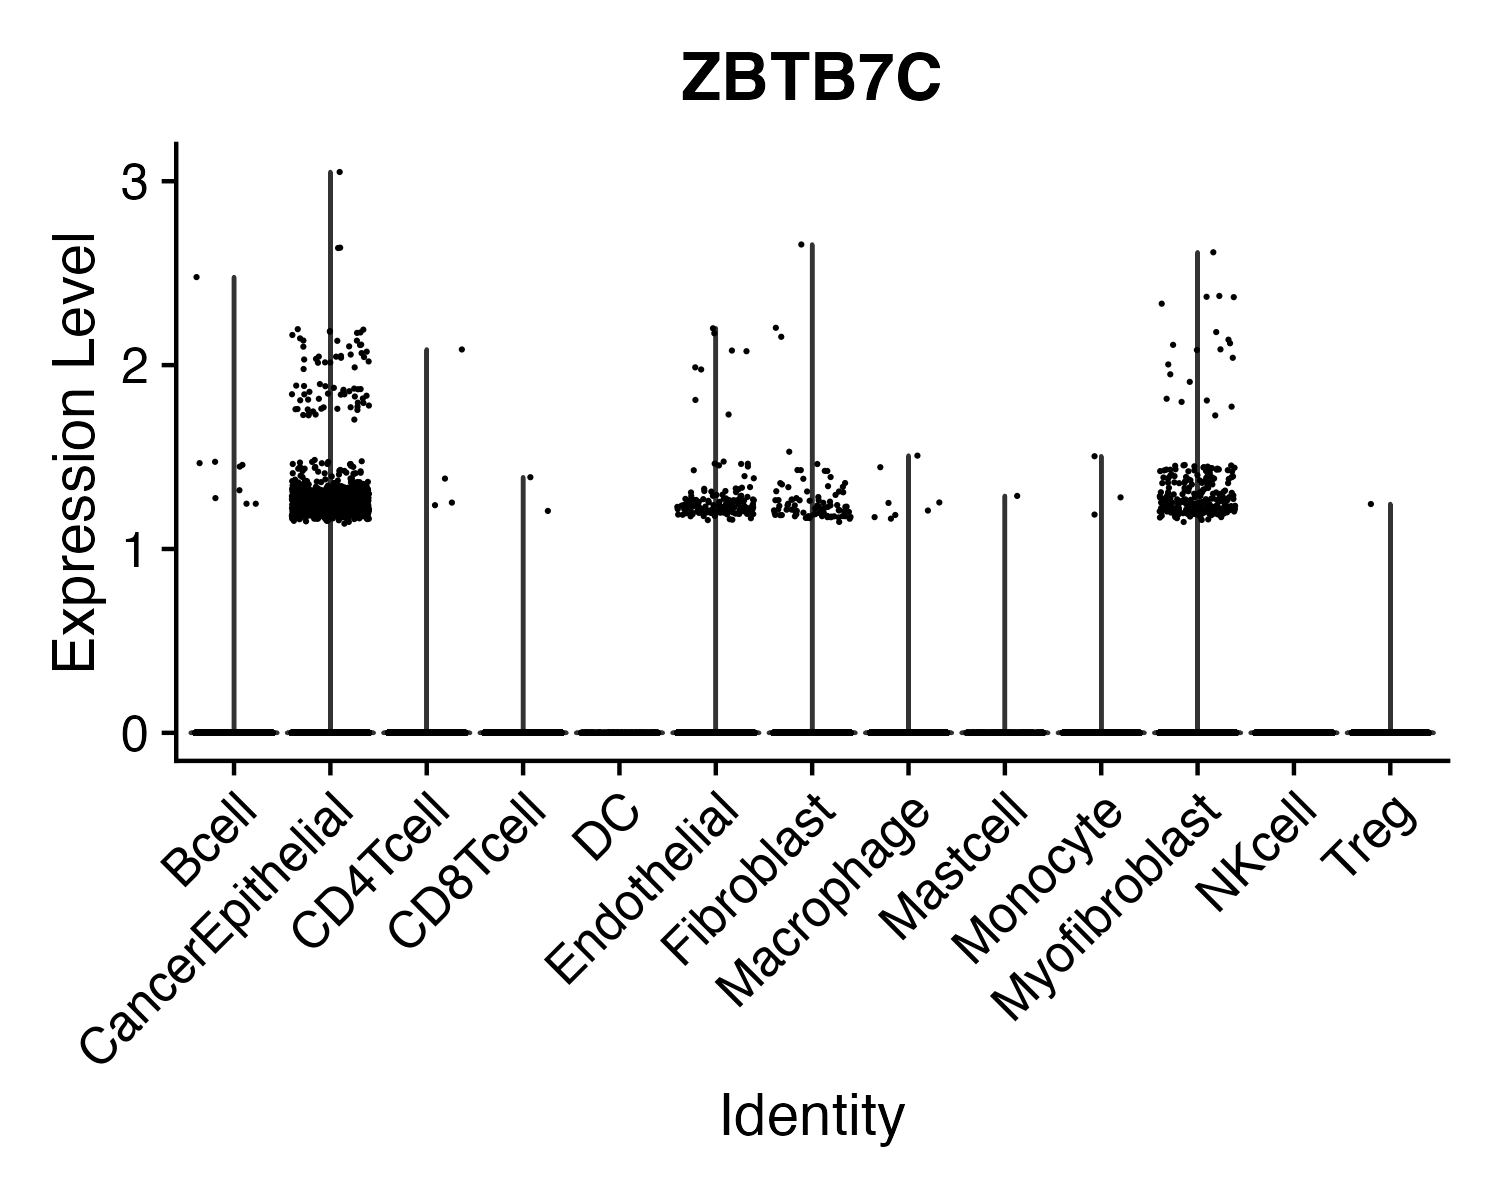 ZBTB7C
Expression Level
3
2
1
0
Bcell
CancerEpithelial
CD4Tcell
CD8Tcell
DC
Endothelial
Fibroblast
Macrophage
Mastcell
Monocyte
Myofibroblast
NKcell
Treg
Identity